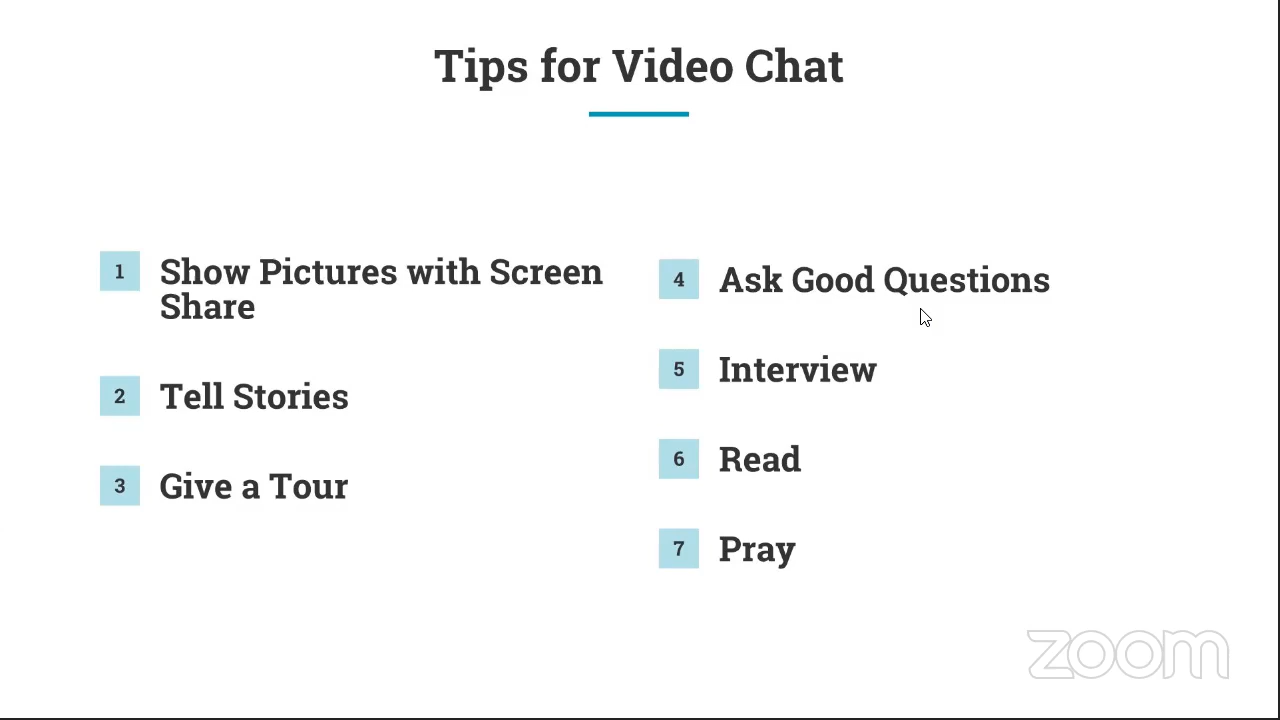 Tips for Video Chat
1 Show Pictures with Screen
Share
2 Tell Stories
3 Give a Tour
4 Ask Good Questions
5 Interview
6 Read
7 Pray
zoom